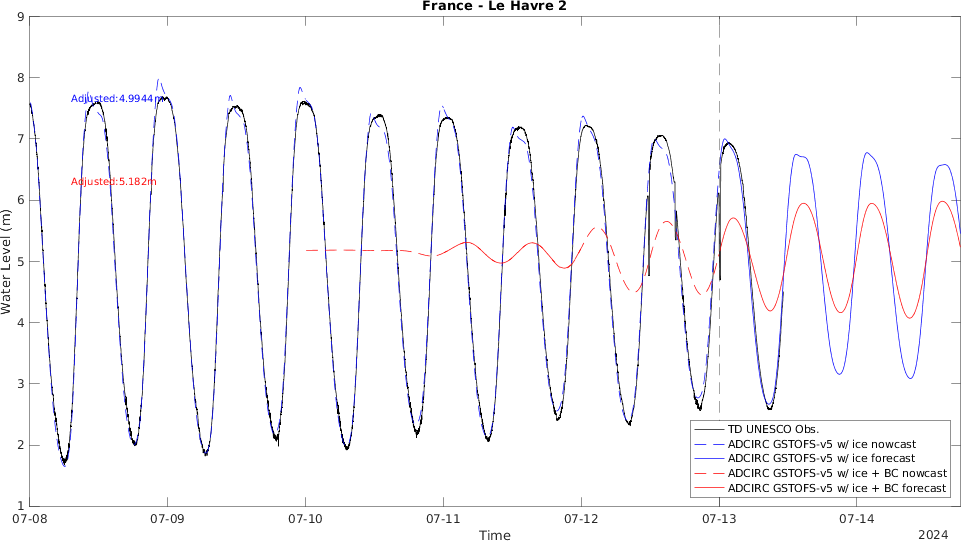 France - Le Havre 2
9
8
7
6
5
4
3
2
1
Water Level (m)
Adjusted:4.9944
Adjusted:5.182m
TD UNESCO Obs.
ADCIRC GSTOFS-v5 w/ ice nowcast
ADCIRC GSTOFS-v5 w/ ice forecast
ADCIRC GSTOFS-v5 w/ ice + BC nowcast
ADCIRC GSTOFS-v5 w/ ice + BC forecast
07-08 07-09 07-10 07-11 07-12 07-13 07-14
Time
2024